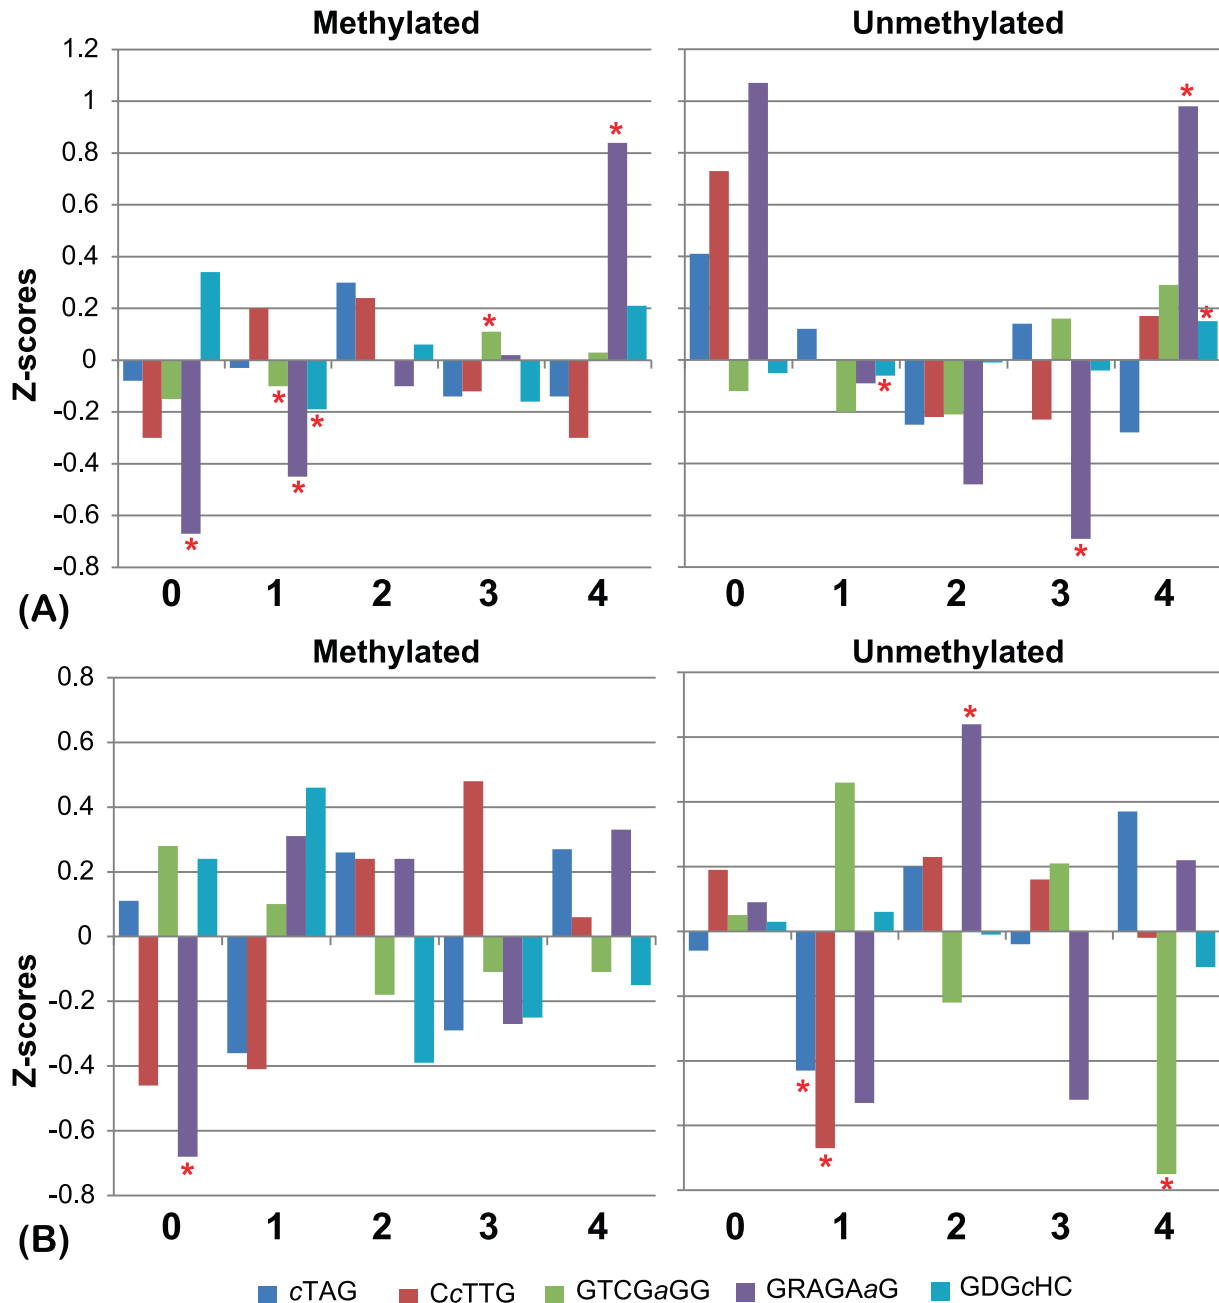 Methylated Unmethylated
1.2
1
0.8
0.6
0.4
0.2
0
-0.2
-0.4
-0.6
-0.8
Z-scores
* * * * * *
* * * * *
0 1 2 3 4 0 1 2 3 4
(A)
Methylated Unmethylated
0.8
0.6
0.4
0.2
0
-0.2
-0.4
-0.6
-0.8
Z-scores
* * * * *
0 1 2 3 4 0 1 2 3 4
(B)
cTAG CcTTG GTCGaGG GRAGAaG GDGcHC